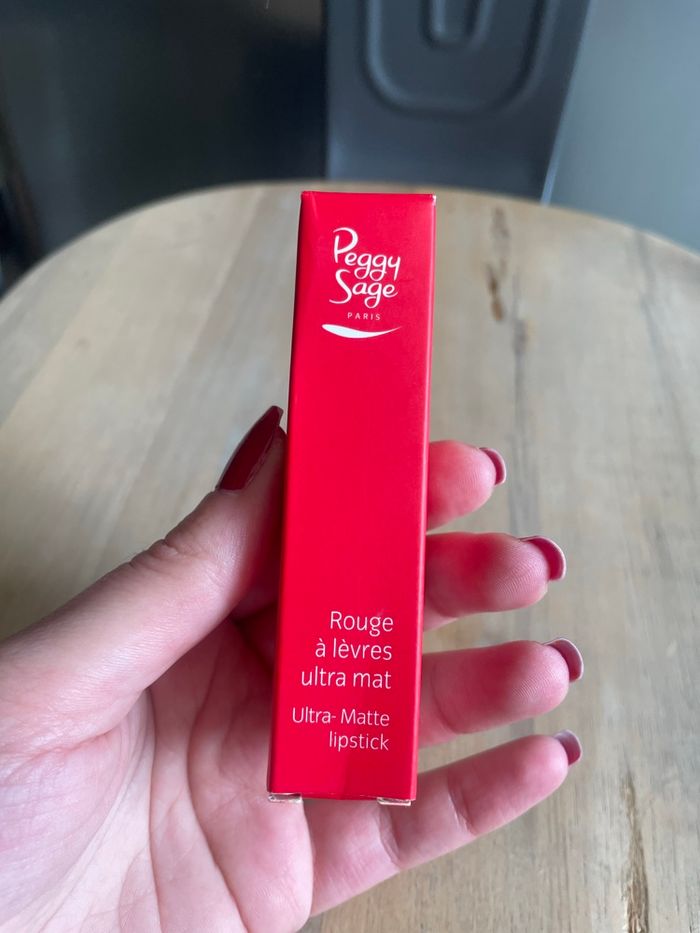 Peggy
Sage
PARIS
Rouge
à lèvres
ultra mat
Ultra-Matte
lipstick